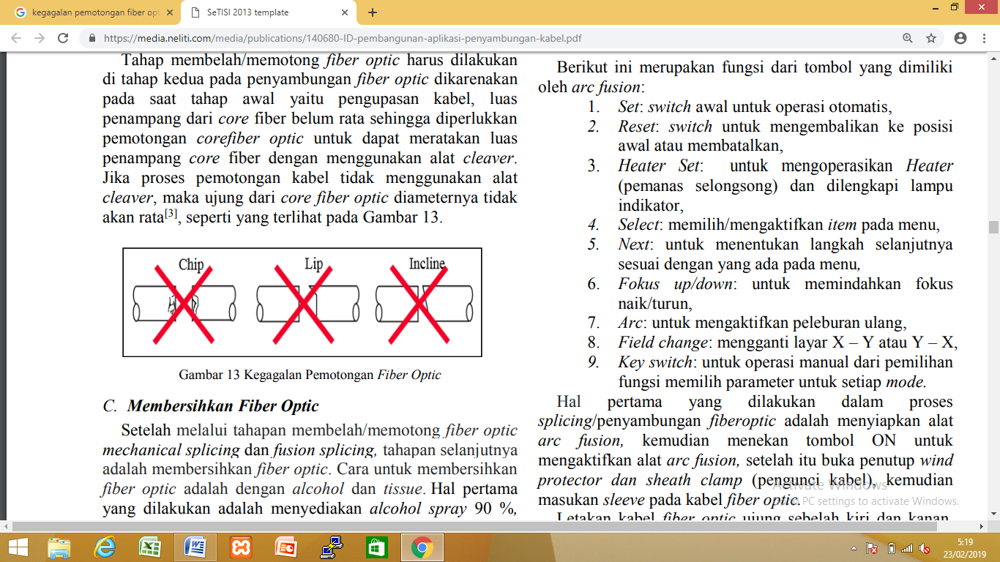 kegagalan pemotongan fiber opt
SeTISI 2013 template
https://media.neliti.com/media/publications/140680-ID-pembangunan-aplikasi-penyambungan-kabel.pdf
Tahap membelah/memotong fiber optic harus dilakukan
di tahap kedua pada penyambungan fiber optic dikarenakan
pada saat tahap awal yaitu pengupasan kabel, luas
penampang dari core fiber belum rata sehingga diperlukkan
pemotongan corefiber optic untuk dapat meratakan luas
penampang core fiber dengan menggunakan alat cleaver.
Jika proses pemotongan kabel tidak menggunakan alat
cleaver, maka ujung dari core fiber optic diameternya tidak
akan rata[3], seperti yang terlihat pada Gambar 13.
Chip
Lip
Incline
Gambar 13 Kegagalan Pemotongan Fiber Optic
C. Membersihkan Fiber Optic
Setelah melalui tahapan membelah/memotong fiber optic
mechanical splicing dan fusion splicing, tahapan selanjutnya
adalah membersihkan fiber optic. Cara untuk membersihkan
fiber optic adalah dengan alcohol dan tissue. Hal pertama
yang dilakukan adalah menyediakan alcohol spray 90 %,
Berikut ini merupakan fungsi dari tombol yang dimiliki
oleh arc fusion:
1. Set: switch awal untuk operasi otomatis,
2. Reset: switch untuk mengembalikan ke posisi
awal atau membatalkan,
3. Heater Set: untuk mengoperasikan Heater
(pemanas selongsong) dan dilengkapi lampu
indikator,
4. Select: memilih/mengaktifkan item pada menu,
5. Next: untuk menentukan langkah selanjutnya
sesuai dengan yang ada pada menu,
6. Fokus up/down: untuk memindahkan fokus
naik/turun,
7. Arc: untuk mengaktifkan peleburan ulang,
8. Field change: mengganti layar X – Y atau Y – X,
9. Key switch: untuk operasi manual dari pemilihan
fungsi memilih parameter untuk setiap mode.
Hal pertama yang dilakukan dalam proses
splicing/penyambungan fiberoptic adalah menyiapkan alat
arc fusion, kemudian menekan tombol ON untuk
mengaktifkan alat arc fusion, setelah itu buka penutup wind
protector dan sheath clamp (pengunci kabel), kemudian
masukan sleeve pada kabel fiber optic.
Letakan kabel fiber optic ujung sebelah kiri dan kanan
Activate Windows
Go to PC settings to activate Windows.
5:19
23/02/2019